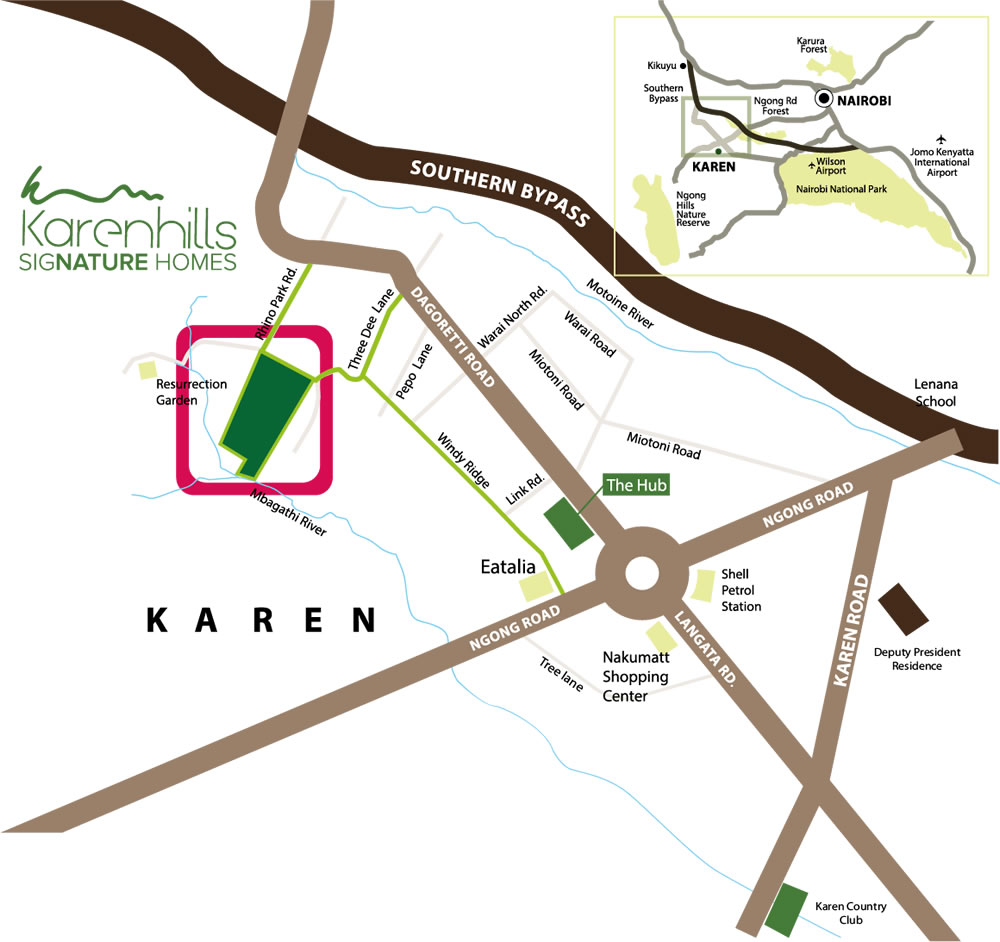 Karura
Forest
Kikuyu
Southern
Bypass
Ngong Rd
Forest
NAIROBI
KAREN
Wilson
Airport
Jomo Kenyatta
International
Airport
Nairobi National Park
Ngong
Hills
Nature
Reserve
Karenhills
SIGNATURE HOMES
SOUTHERN BYPASS
Rhino Park Rd.
Three Dee Lane
DAGORETTI ROAD
Pepo Lane
Warai North Rd.
Warai Road
Motoine River
Miotoni Road
Miotoni Road
Resurrection
Garden
Windy Ridge
Link Rd.
Mbagathi River
The Hub
Lenana
School
NGONG ROAD
Eatalia
Shell
Petrol
Station
KAREN
NGONG ROAD
Tree lane
Nakumatt
Shopping
Center
LANGATA RD.
KAREN ROAD
Deputy President
Residence
Karen Country
Club